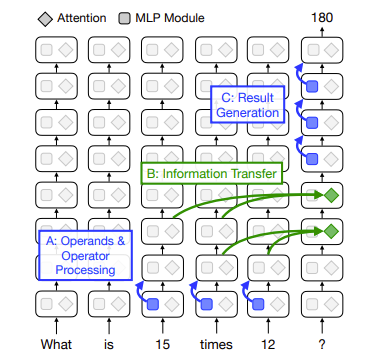 Attention MLP Module 180
C: Result
Generation
B: Information Transfer
A: Operands &
Operator
Processing
What is 15 times 12 ?